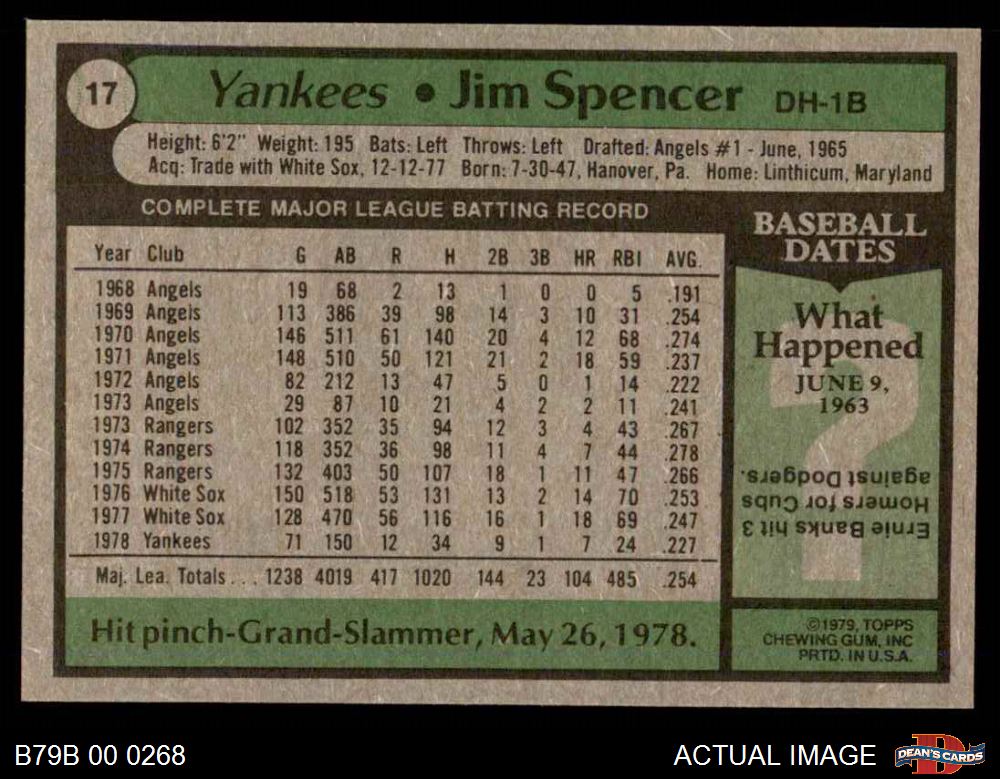 17 Yankees • Jim Spencer DH-1B
Height: 6'2" Weight: 195 Bats: Left Throws: Left Drafted: Angels #1 - June, 1965
Acq: Trade with White Sox, 12-12-77 Born: 7-30-47, Hanover, Pa. Home: Linthicum, Maryland
COMPLETE MAJOR LEAGUE BATTING RECORD
Year Club G AB R H 2B 3B HR RBI AVG.
1968 Angels 19 68 2 13 1 0 0 5 .191
1969 Angels 113 386 39 98 14 3 10 31 .254
1970 Angels 146 511 61 140 20 4 12 68 .274
1971 Angels 148 510 50 121 21 2 18 59 .237
1972 Angels 82 212 13 47 5 0 1 14 .222
1973 Angels 29 87 10 21 4 2 2 11 .241
1973 Rangers 102 352 35 94 12 3 4 43 .267
1974 Rangers 118 352 36 98 11 4 7 44 .278
1975 Rangers 132 403 50 107 18 1 11 47 .266
1976 White Sox 150 518 53 131 13 2 14 70 .253
1977 White Sox 128 470 56 116 16 1 18 69 .247
1978 Yankees 71 150 12 34 9 1 7 24 .227
Maj. Lea. Totals . . . 1238 4019 417 1020 144 23 104 485 .254
Hit pinch-Grand-Slammer, May 26, 1978.
BASEBALL
DATES
What
Happened
JUNE 9,
1963
?
Ernie Banks hit 3
Homers for Cubs
against Dodgers.
©1979, TOPPS
CHEWING GUM, INC
PRTD. IN U.S.A.
B79B 00 0268
ACTUAL IMAGE
DEAN'S CARDS